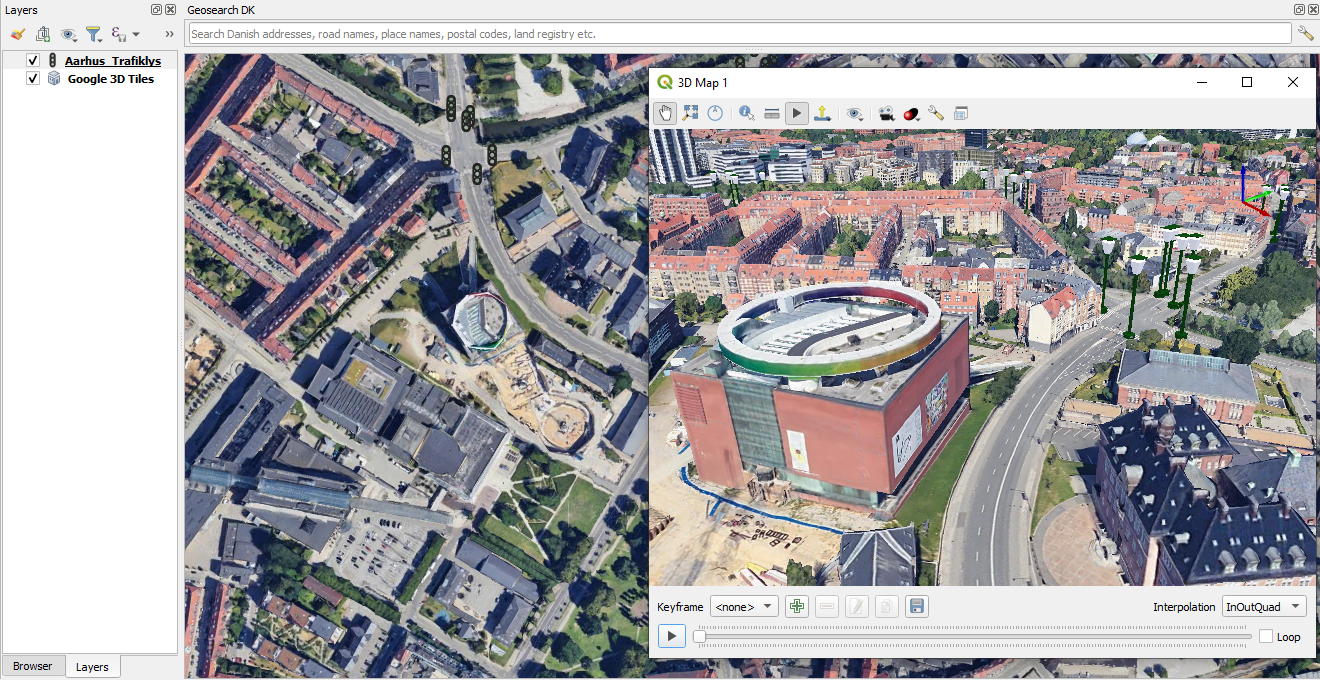 Layers
Geosearch DK
Search Danish addresses, road names, place names, postal codes, land registry etc.
Aarhus_Trafiklys
Google 3D Tiles
3D Map 1
Keyframe
<none>
Interpolation
InOutQuad
Loop
Browser
Layers